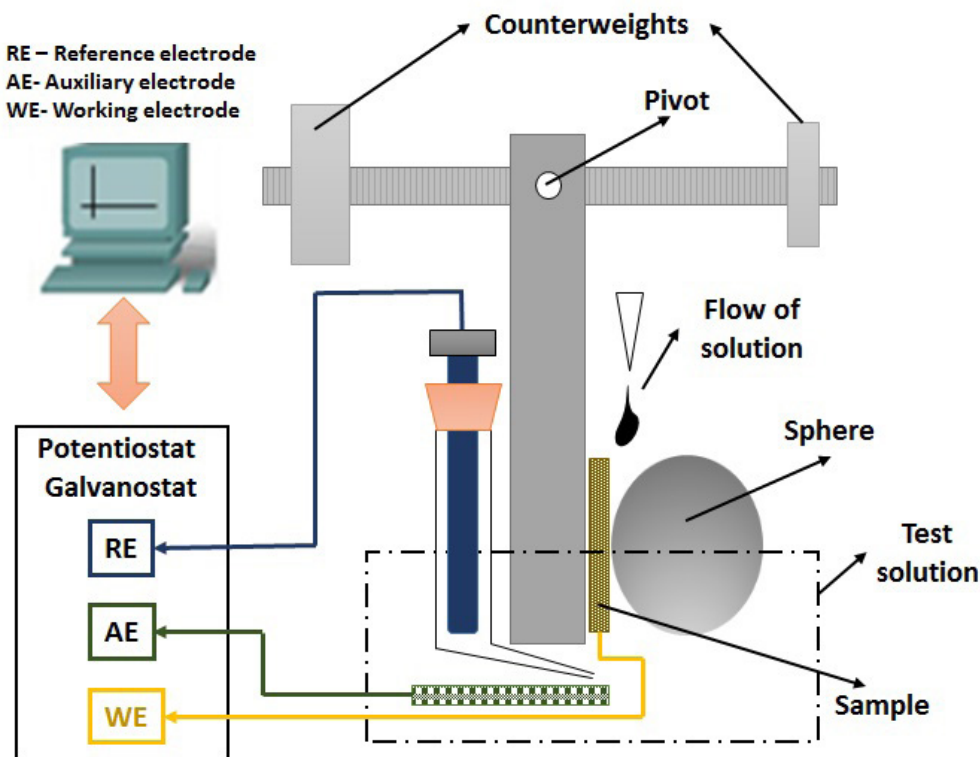 Counterweights
RE – Reference electrode
AE- Auxiliary electrode
WE- Working electrode
Pivot
Flow of
solution
Potentiostat
Galvanostat
Sphere
RE
Test
solution
AE
Sample
WE